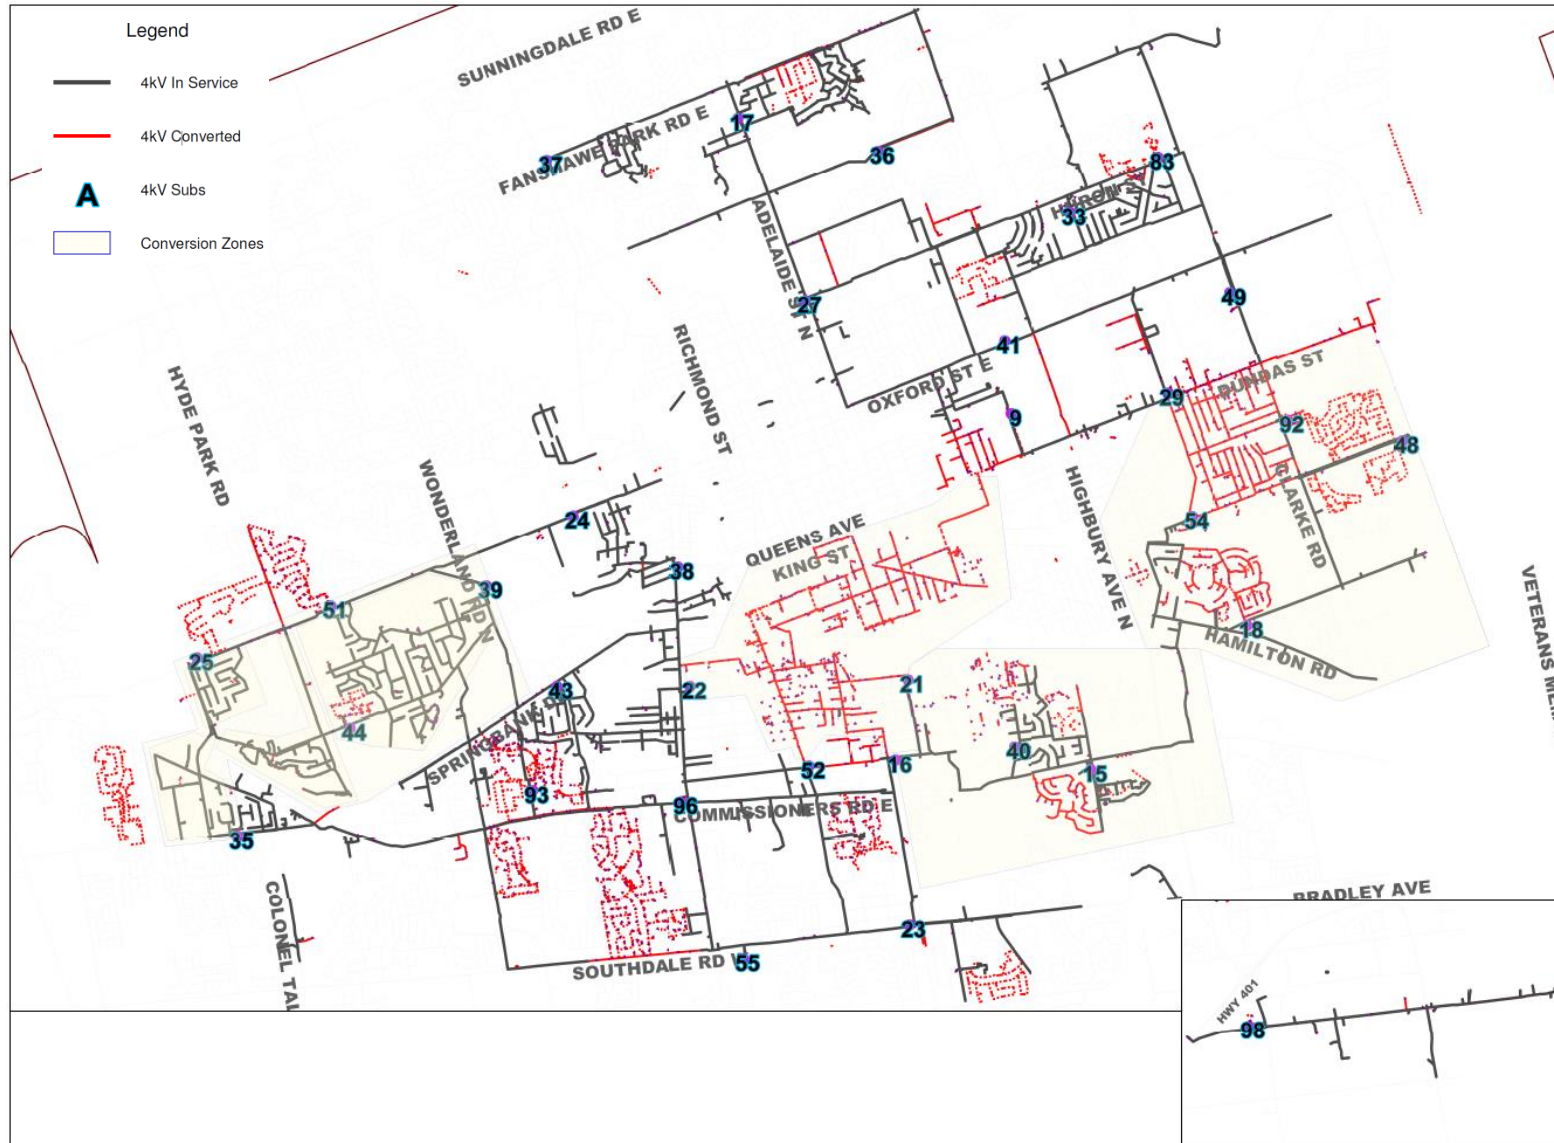 Legend
4kV In Service
4kV Converted
A 4kV Subs
Conversion Zones
SUNNINGDALE RD E
FANSHAWE PARK RD E
37
17
36
83
HURON ST
33
ADELAIDE ST N
27
49
41
OXFORD ST E
RICHMOND ST
HYDE PARK RD
9
29
DUNDAS ST
92
48
WONDERLAND RD N
24
QUEENS AVE
KING ST
HIGHBURY AVE N
54
CLARKE RD
38
39
51
25
18
HAMILTON RD
VETERANS MEM
43
22
21
44
SPRINGBANK D
40
15
52
16
93
96
COMMISSIONERS RD E
35
COLONEL TAL
23
55
SOUTHDALE RD W
BRADLEY AVE
HWY 401
98